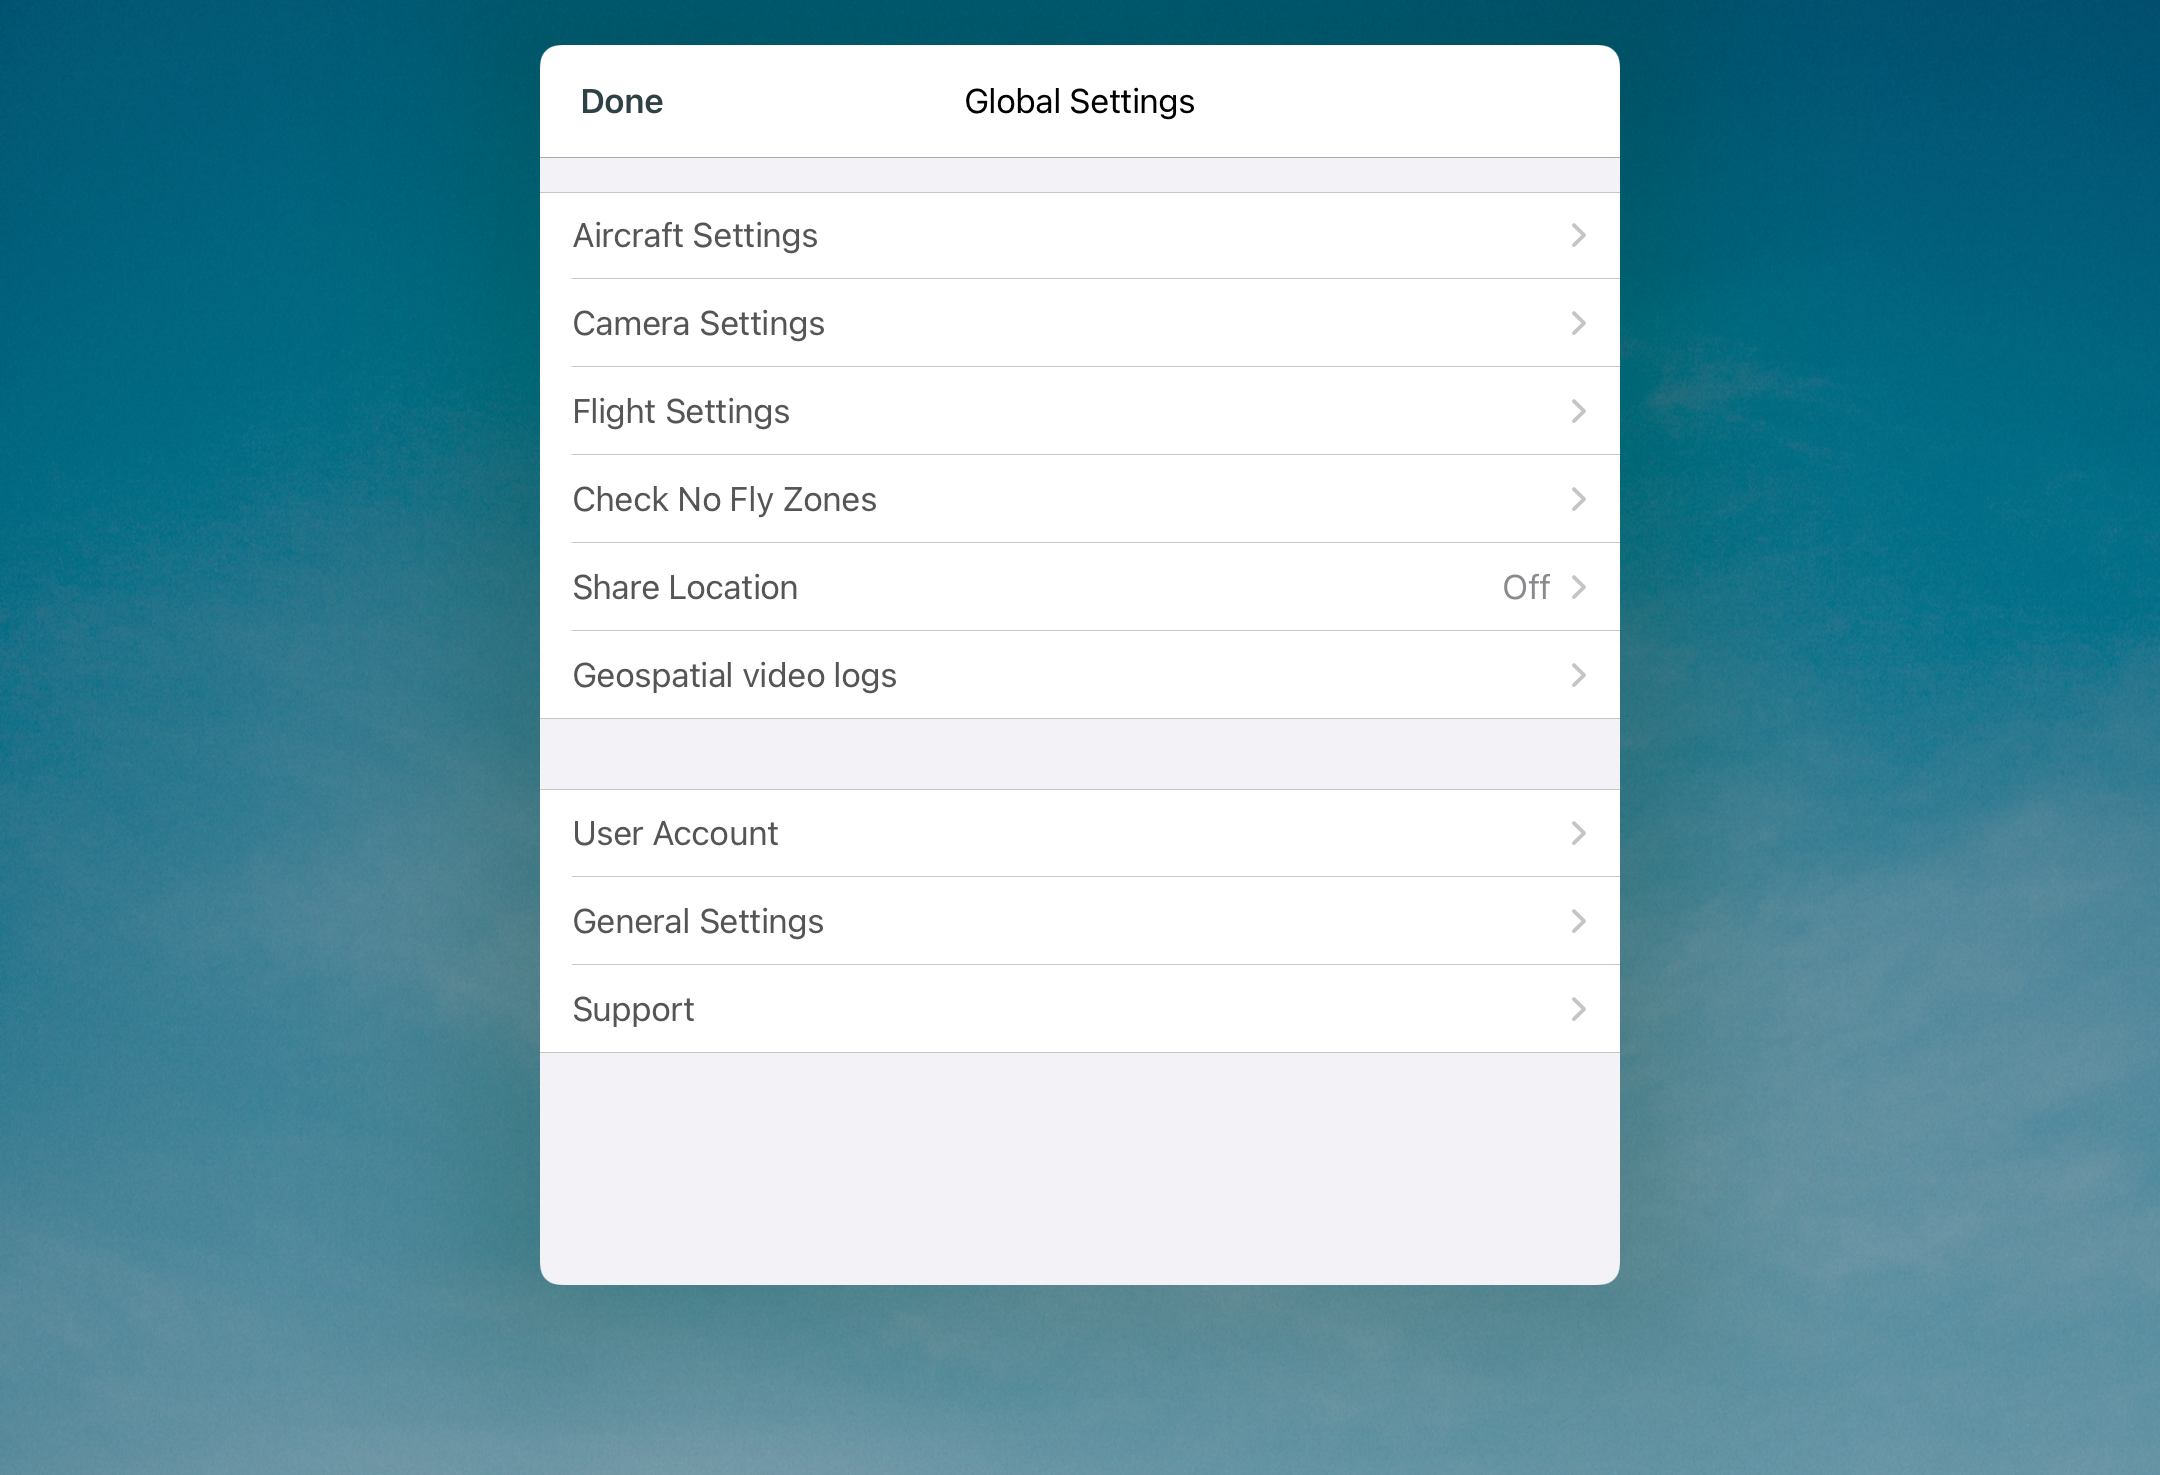 Done
Global Settings
Aircraft Settings
Camera Settings
Flight Settings
Check No Fly Zones
Share Location Off
Geospatial video logs
User Account
General Settings
Support